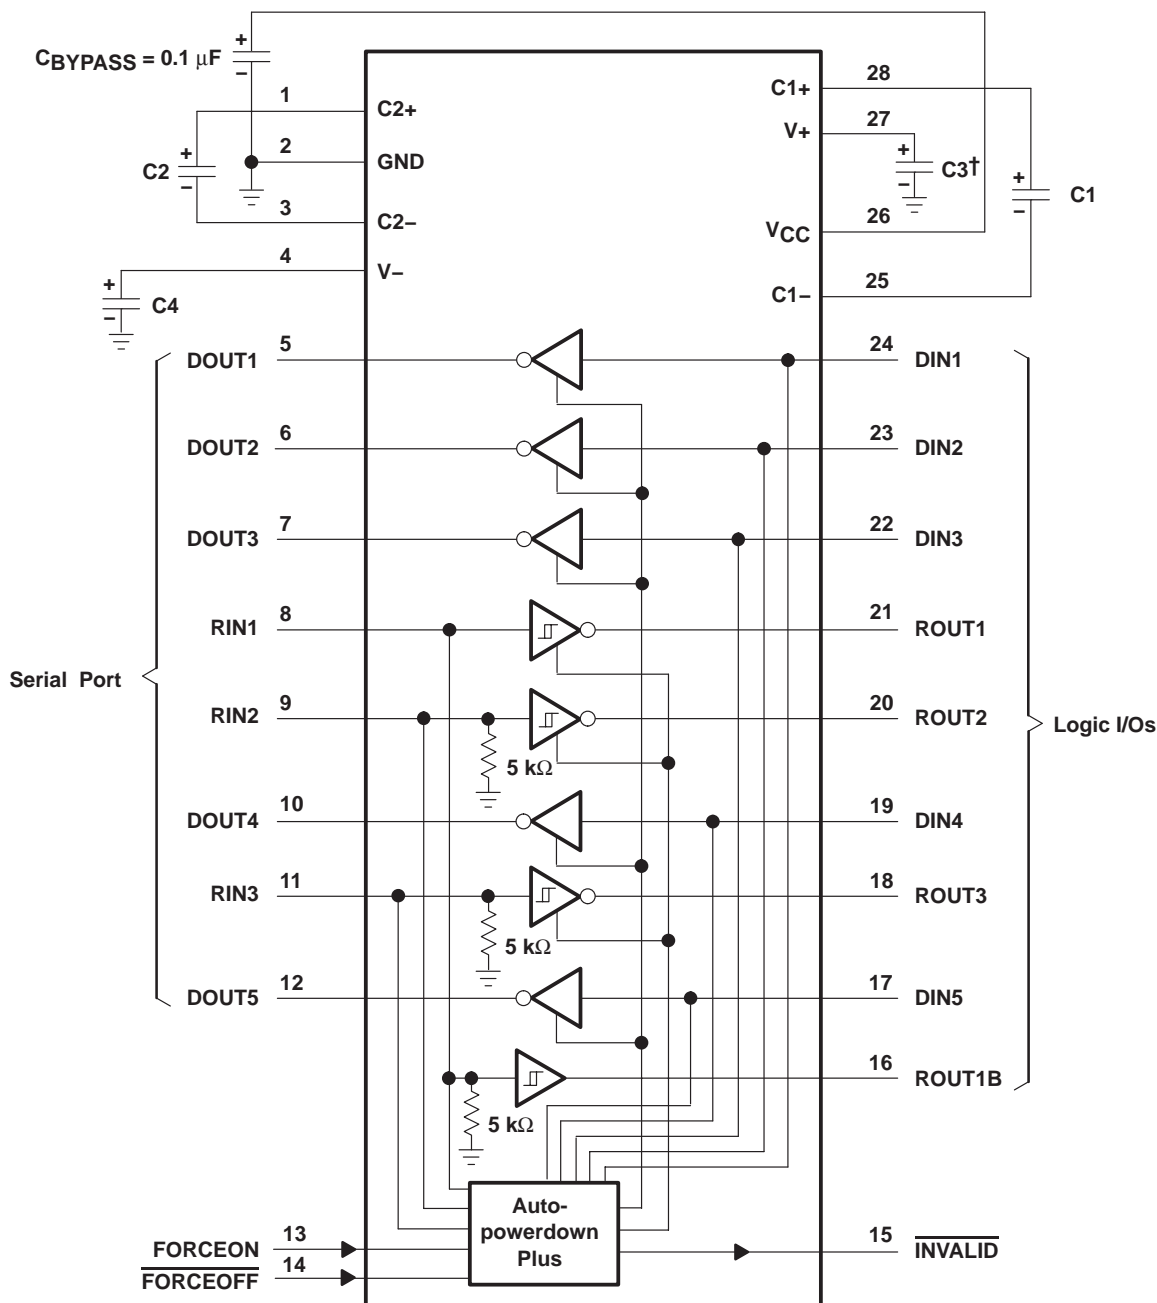 CBYPASS = 0.1 μF
+
−
1
C2+
2
GND
C2
+
−
3
C2−
4
V−
+
−
C4
28
C1+
27
V+
+
−
C3†
+
−
C1
26
VCC
25
C1−
DOUT1
5
24
DIN1
DOUT2
6
23
DIN2
DOUT3
7
22
DIN3
RIN1
8
21
ROUT1
Serial Port
RIN2
9
20
ROUT2
Logic I/Os
5 kΩ
DOUT4
10
19
DIN4
RIN3
11
18
ROUT3
5 kΩ
DOUT5
12
17
DIN5
16
ROUT1B
5 kΩ
Auto-
powerdown
Plus
FORCEON
13
15
INVALID
FORCEOFF
14